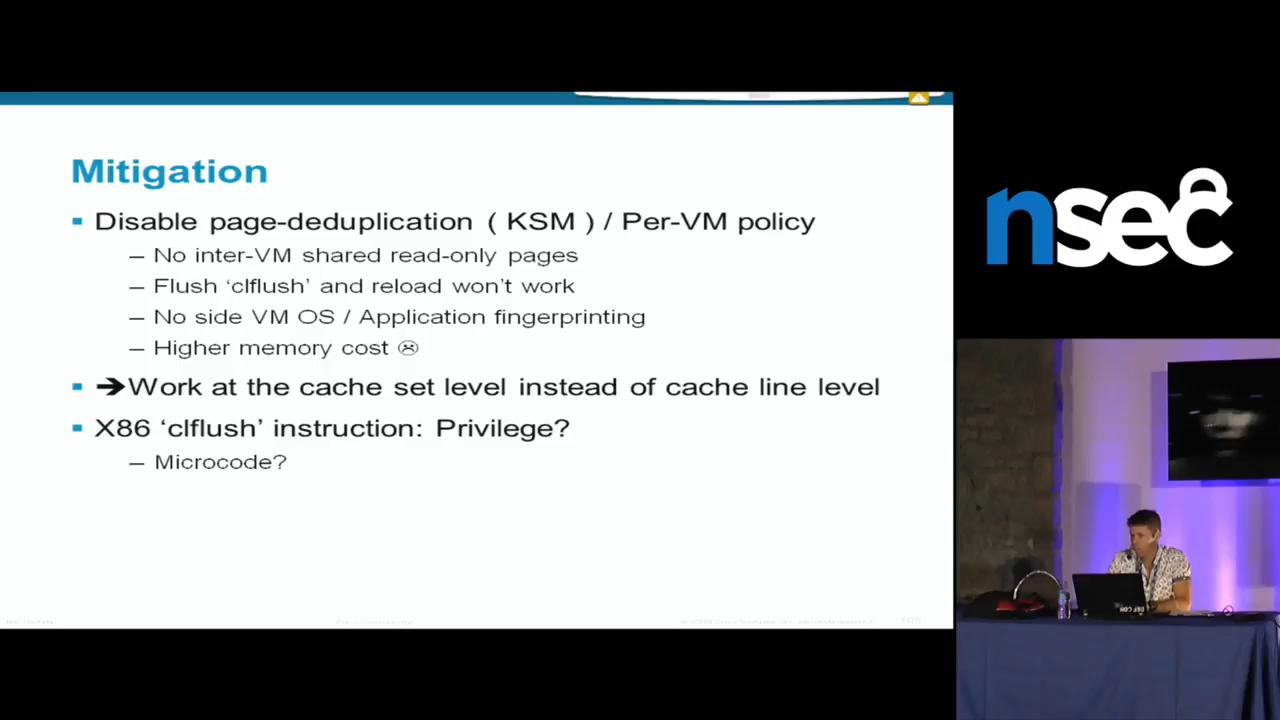 Mitigation
▪ Disable page-deduplication ( KSM ) / Per-VM policy
– No inter-VM shared read-only pages
– Flush ‘clflush’ and reload won’t work
– No side VM OS / Application fingerprinting
– Higher memory cost ☹
▪ ➔Work at the cache set level instead of cache line level
▪ X86 ‘clflush’ instruction: Privilege?
– Microcode?
nsec
DEF CON